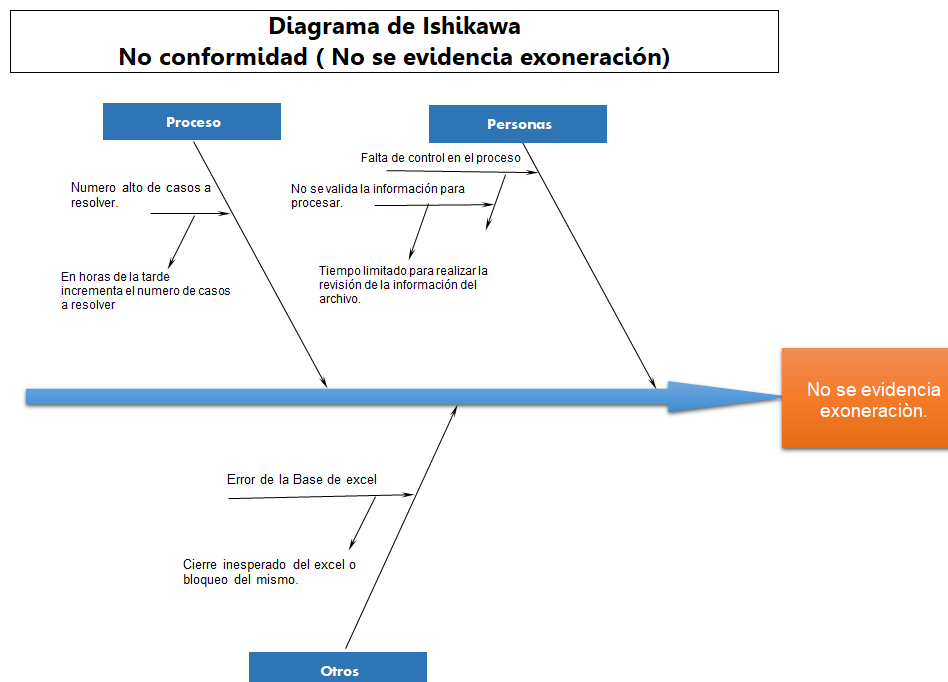 Diagrama de Ishikawa
No conformidad ( No se evidencia exoneración)
Proceso
Personas
Falta de control en el proceso
Numero alto de casos a
resolver.
No se valida la información para
procesar.
En horas de la tarde
incrementa el numero de casos
a resolver
Tiempo limitado para realizar la
revisión de la información del
archivo.
No se evidencia
exoneraciòn.
Error de la Base de excel
Cierre inesperado del excel o
bloqueo del mismo.
Otros